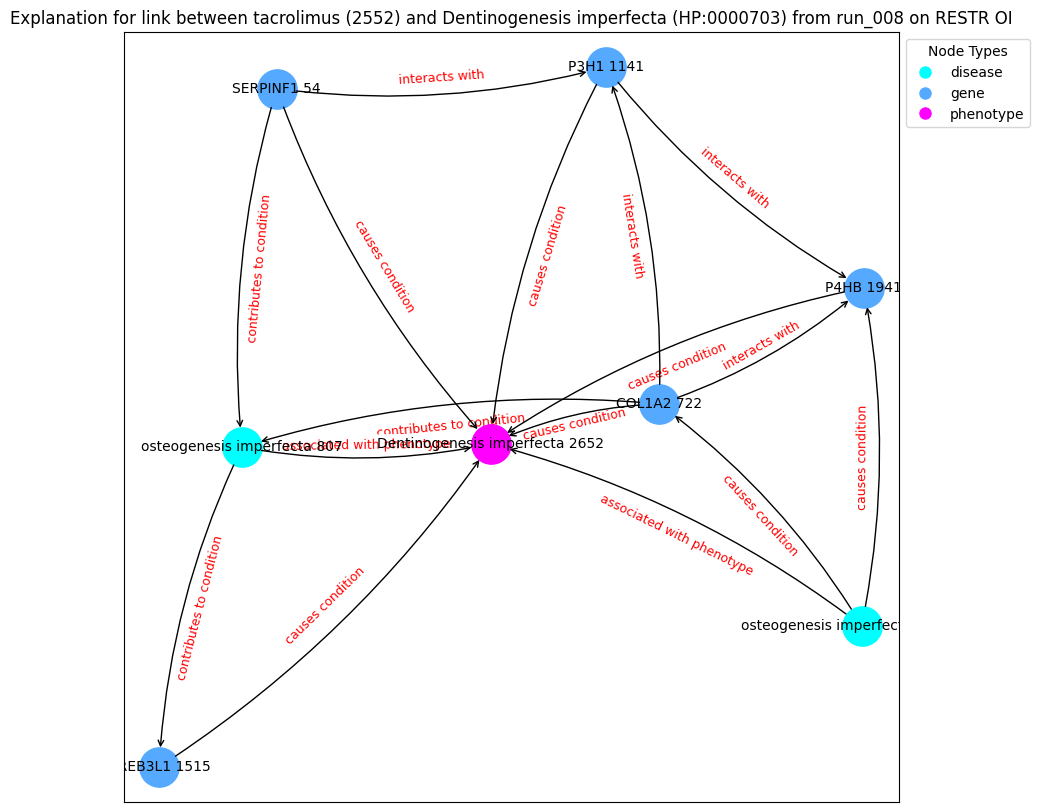 Explanation for link between tacrolimus (2552) and Dentinogenesis imperfecta (HP:0000703) from run_008 on RESTR OI
Node Types
disease
gene
phenotype
P3H1 1141
SERPINF1 54
interacts with
interacts with
interacts with
contributes to condition
causes condition
causes condition
P4HB 1941
interacts with
causes condition
COL1A2 722
contributes to condition
causes condition
osteogenesis imperfecta 807
associated with phenotype
Dentinogenesis imperfecta 2652
causes condition
causes condition
associated with phenotype
contributes to condition
causes condition
osteogenesis imperfect
REB3L1 1515